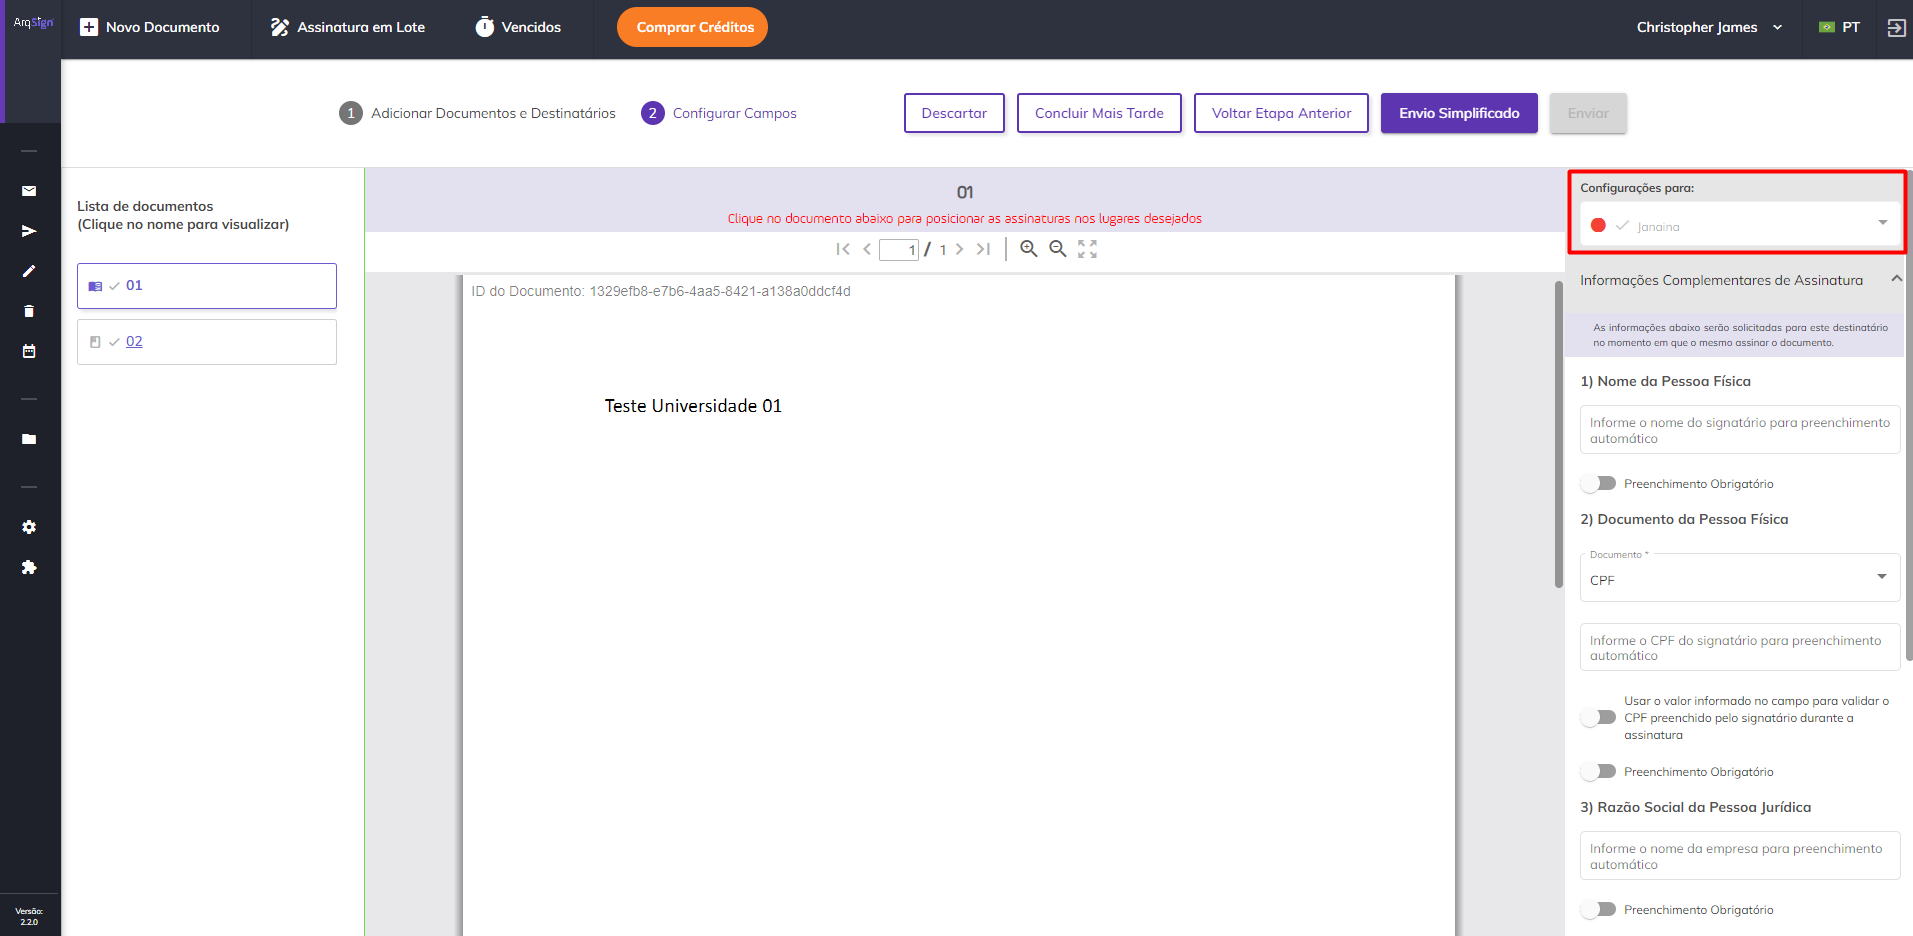 ArqSign
Novo Documento
Assinatura em Lote
Vencidos
Comprar Créditos
Christopher James
PT
1 Adicionar Documentos e Destinatários
2 Configurar Campos
Descartar
Concluir Mais Tarde
Voltar Etapa Anterior
Envio Simplificado
Enviar
Lista de documentos
(Clique no nome para visualizar)
01
02
01
Clique no documento abaixo para posicionar as assinaturas nos lugares desejados
1 / 1
ID do Documento: 1329efb8-e7b6-4aa5-8421-a138a0ddcf4d
Teste Universidade 01
Configurações para:
Janaina
Informações Complementares de Assinatura
As informações abaixo serão solicitadas para este destinatário
no momento em que o mesmo assinar o documento.
1) Nome da Pessoa Física
Informe o nome do signatário para preenchimento
automático
Preenchimento Obrigatório
2) Documento da Pessoa Física
Documento *
CPF
Informe o CPF do signatário para preenchimento
automático
Usar o valor informado no campo para validar o
CPF preenchido pelo signatário durante a
assinatura
Preenchimento Obrigatório
3) Razão Social da Pessoa Jurídica
Informe o nome da empresa para preenchimento
automático
Preenchimento Obrigatório
Versão:
2.2.0